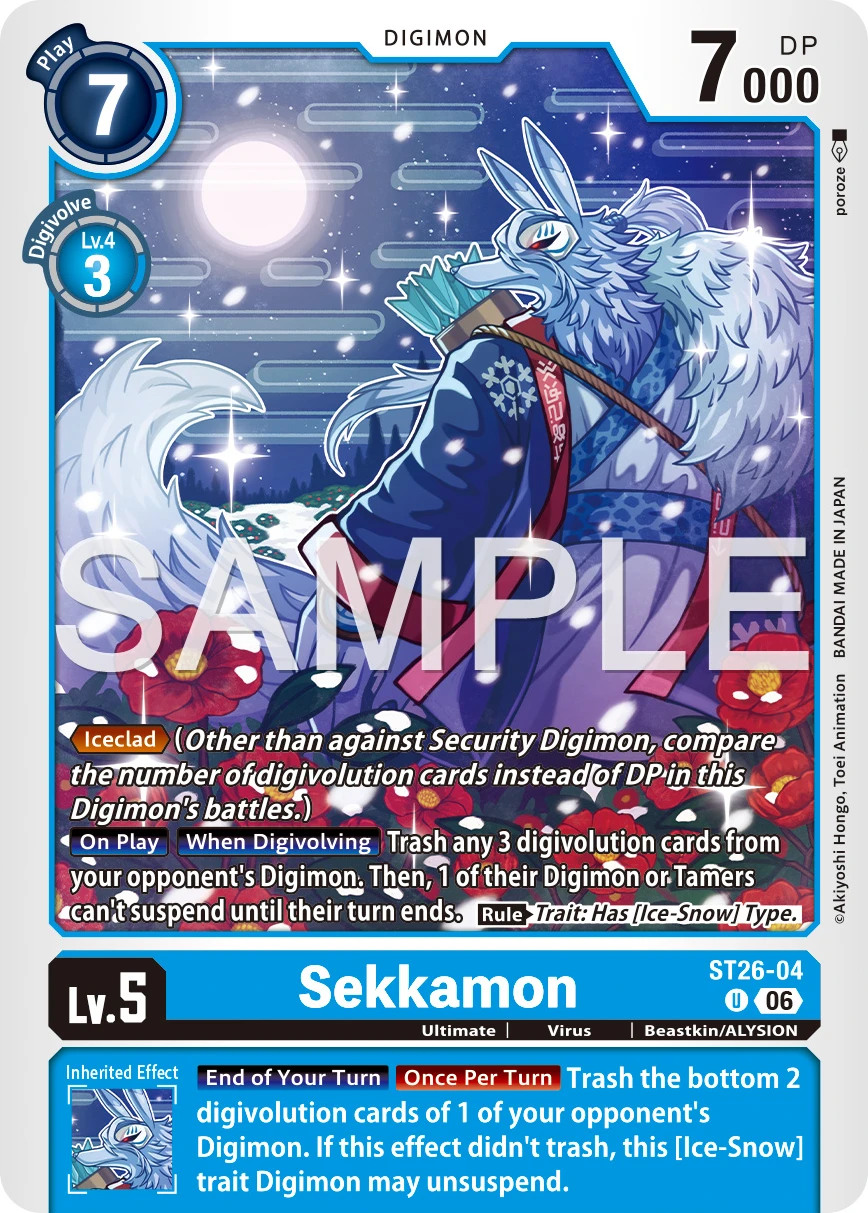 DIGIMON
Play
7
DP
7000
Digivolve
Lv.4
3
poroze
SAMPLE
BANDAI MADE IN JAPAN
©Akiyoshi Hongo, Toei Animation
Iceclad (Other than against Security Digimon, compare
the number of digivolution cards instead of DP in this
Digimon's battles.)
On Play When Digivolving Trash any 3 digivolution cards from
your opponent's Digimon. Then, 1 of their Digimon or Tamers
can't suspend until their turn ends. Rule Trait: Has [Ice-Snow] Type.
Lv.5
Sekkamon
ST26-04
U 06
Ultimate | Virus | Beastkin/ALYSION
Inherited Effect
End of Your Turn Once Per Turn Trash the bottom 2
digivolution cards of 1 of your opponent's
Digimon. If this effect didn't trash, this [Ice-Snow]
trait Digimon may unsuspend.